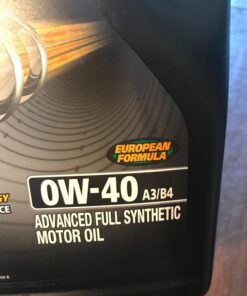 EUROPEAN
FORMULA
0W-40 A3/B4
ADVANCED FULL SYNTHETIC
MOTOR OIL